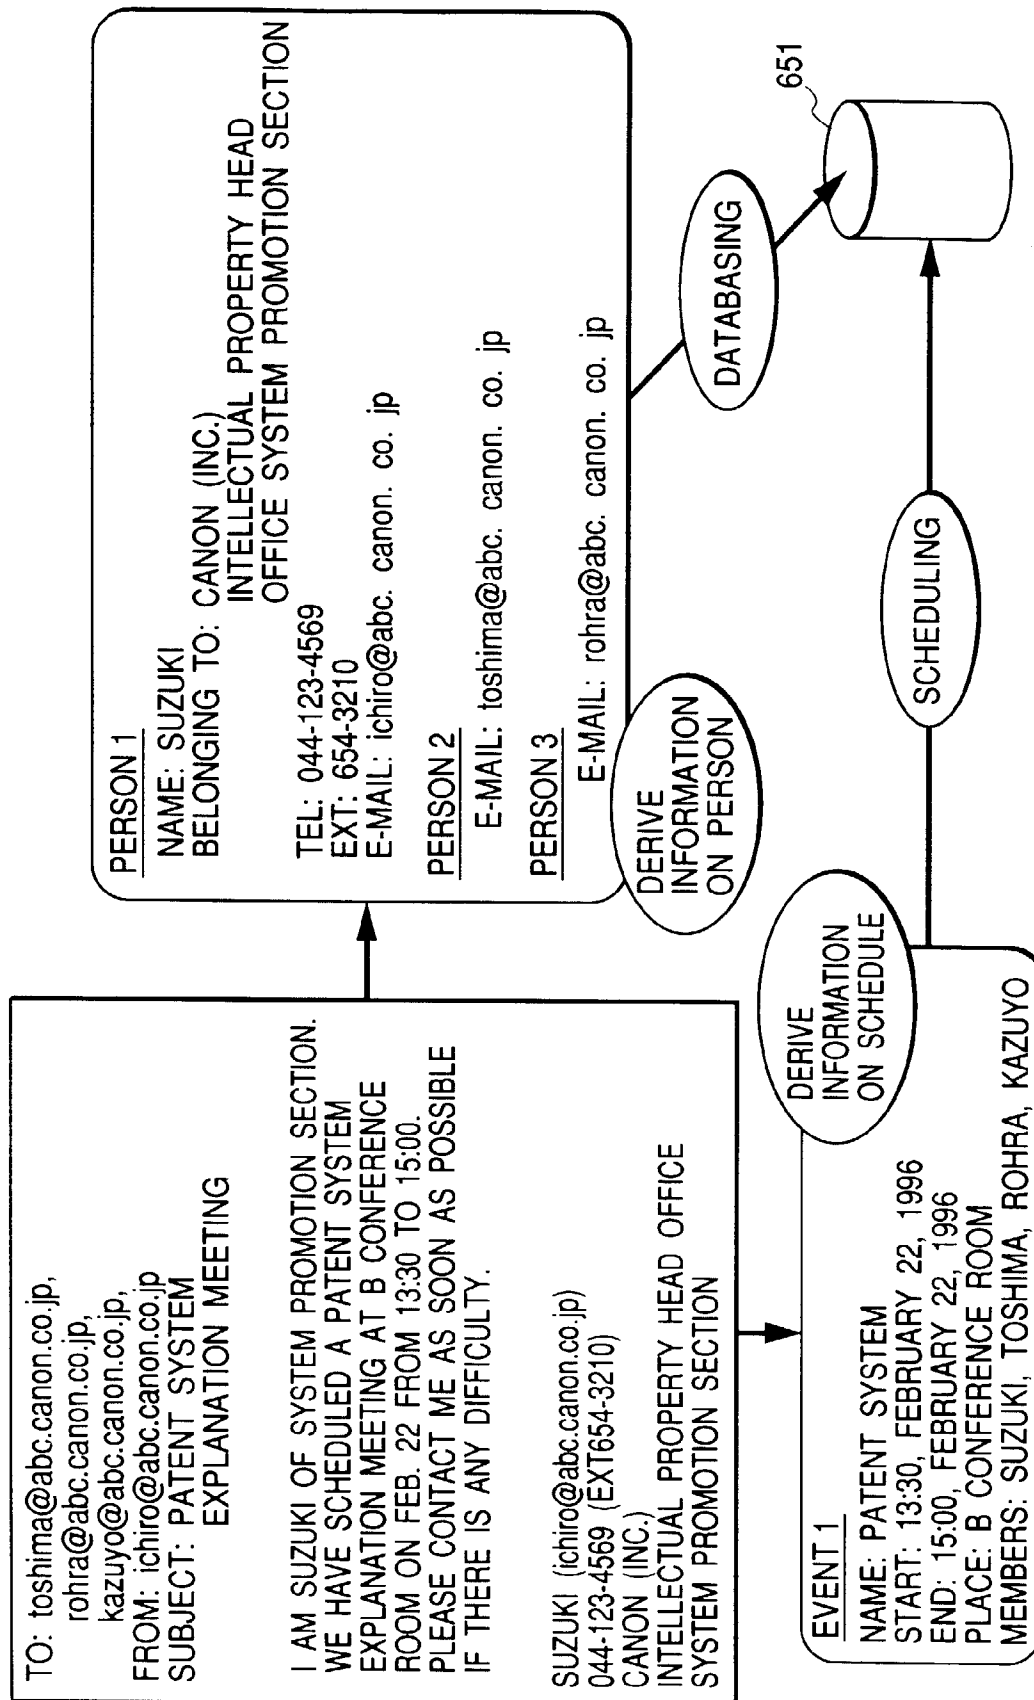 TO: toshima@abc.canon.co.jp,
rohra@abc.canon.co.jp,
kazuyo@abc.canon.co.jp,
FROM: ichiro@abc.canon.co.jp
SUBJECT: PATENT SYSTEM
EXPLANATION MEETING
I AM SUZUKI OF SYSTEM PROMOTION SECTION.
WE HAVE SCHEDULED A PATENT SYSTEM
EXPLANATION MEETING AT B CONFERENCE
ROOM ON FEB. 22 FROM 13:30 TO 15:00.
PLEASE CONTACT ME AS SOON AS POSSIBLE
IF THERE IS ANY DIFFICULTY.
SUZUKI (ichiro@abc.canon.co.jp)
044-123-4569 (EXT654-3210)
CANON (INC.)
INTELLECTUAL PROPERTY HEAD OFFICE
SYSTEM PROMOTION SECTION
PERSON 1
NAME: SUZUKI
BELONGING TO: CANON (INC.)
INTELLECTUAL PROPERTY HEAD
OFFICE SYSTEM PROMOTION SECTION
TEL: 044-123-4569
EXT: 654-3210
E-MAIL: ichiro@abc. canon. co. jp
PERSON 2
E-MAIL: toshima@abc. canon. co. jp
PERSON 3
E-MAIL: rohra@abc. canon. co. jp
DERIVE
INFORMATION
ON PERSON
DATABASING
651
EVENT 1
NAME: PATENT SYSTEM
START: 13:30, FEBRUARY 22, 1996
END: 15:00, FEBRUARY 22, 1996
PLACE: B CONFERENCE ROOM
MEMBERS: SUZUKI, TOSHIMA, ROHRA, KAZUYO
DERIVE
INFORMATION
ON SCHEDULE
SCHEDULING